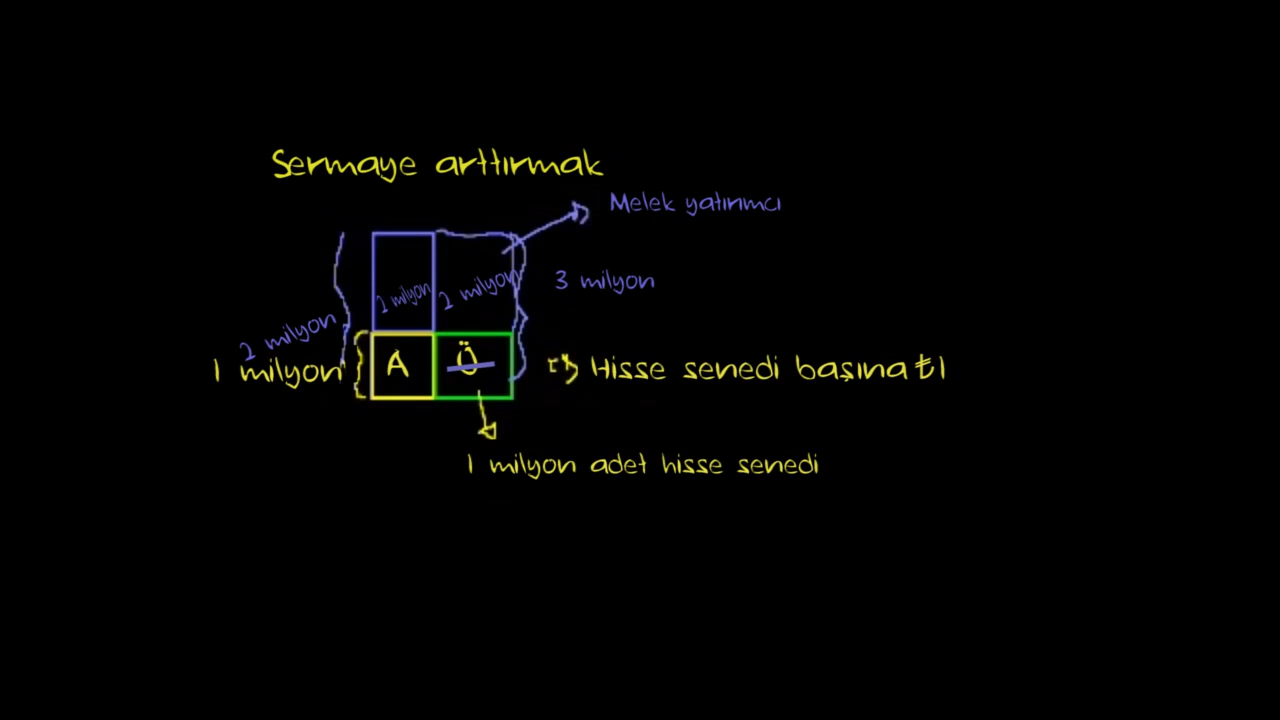 Sermaye arttırmak
Melek yatırımcı
2 milyon 2 milyon
3 milyon
2 milyon
1 milyon
A
Ü
Hisse senedi başına ₺1
1 milyon adet hisse senedi